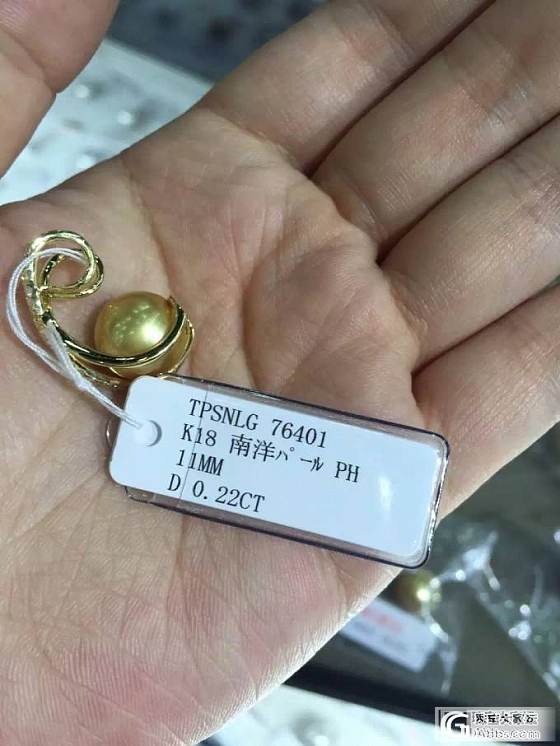 TPSNLG 76401
K18 南洋ﾊﾟｰﾙ PH
11MM
D 0.22CT